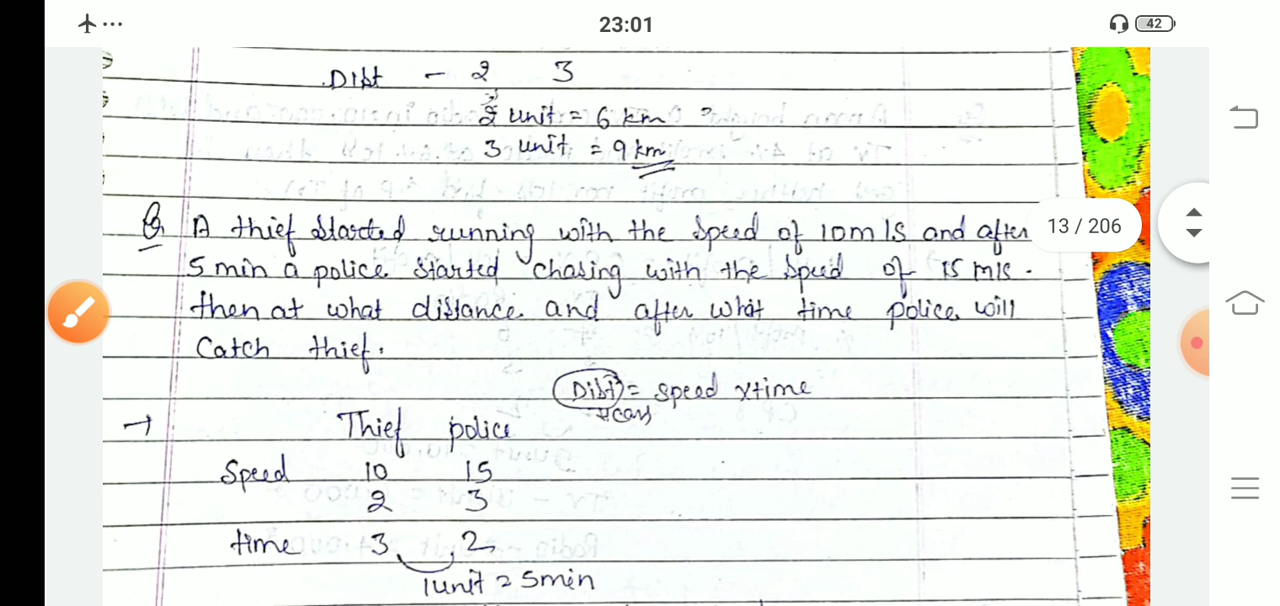 23:01
42
Dist - 2 3
2 unit = 6 km
3 unit = 9 km
13 / 206
Q. A thief started running with the speed of 10 m/s and after
5 min a police started chasing with the speed of 15 m/s.
then at what distance and after what time police will
Catch thief.
Dist = speed x time
Thief police
Speed 10 15
2 3
time 3 2
1 unit = 5 min